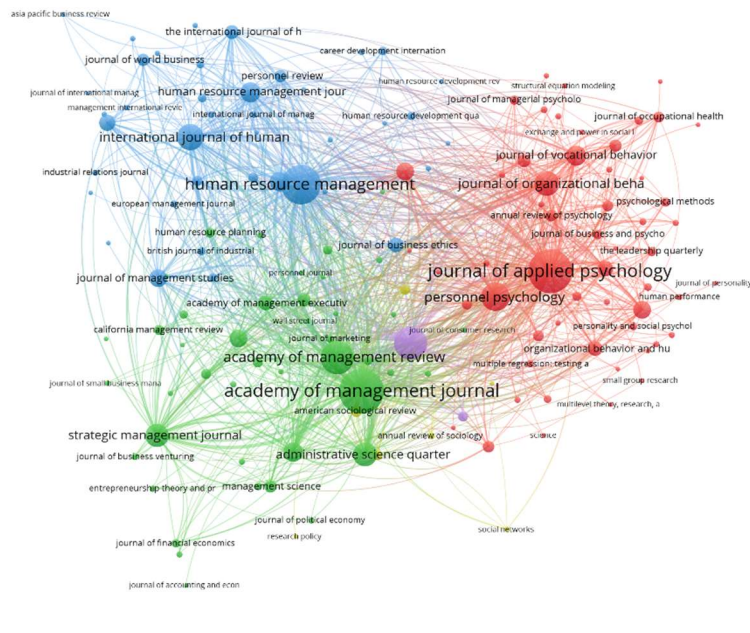 asia pacific business review
the international journal of h
career development internation
journal of world business
personnel review
human resource development rev
structural equation modeling
journal of international manag
human resource management jour
journal of managerial psycholo
management international revie
international journal of manag
human resource development qua
journal of occupational health
exchange and power in social l
international journal of human
journal of vocational behavior
industrial relations journal
human resource management
journal of organizational beha
european management journal
psychological methods
annual review of psychology
human resource planning
journal of business and psycho
british journal of industrial
journal of business ethics
the leadership quarterly
journal of management studies
personnel journal
journal of applied psychology
journal of personality
academy of management executiv
personnel psychology
human performance
wall street journal
california management review
journal of marketing
journal of consumer research
personality and social psychol
academy of management review
organizational behavior and hu
multiple regression: testing a
journal of small business mana
academy of management journal
small group research
american sociological review
multilevel theory, research, a
strategic management journal
annual review of sociology
science
journal of business venturing
administrative science quarter
entrepreneurship theory and pr
management science
journal of political economy
social networks
research policy
journal of financial economics
journal of accounting and econ